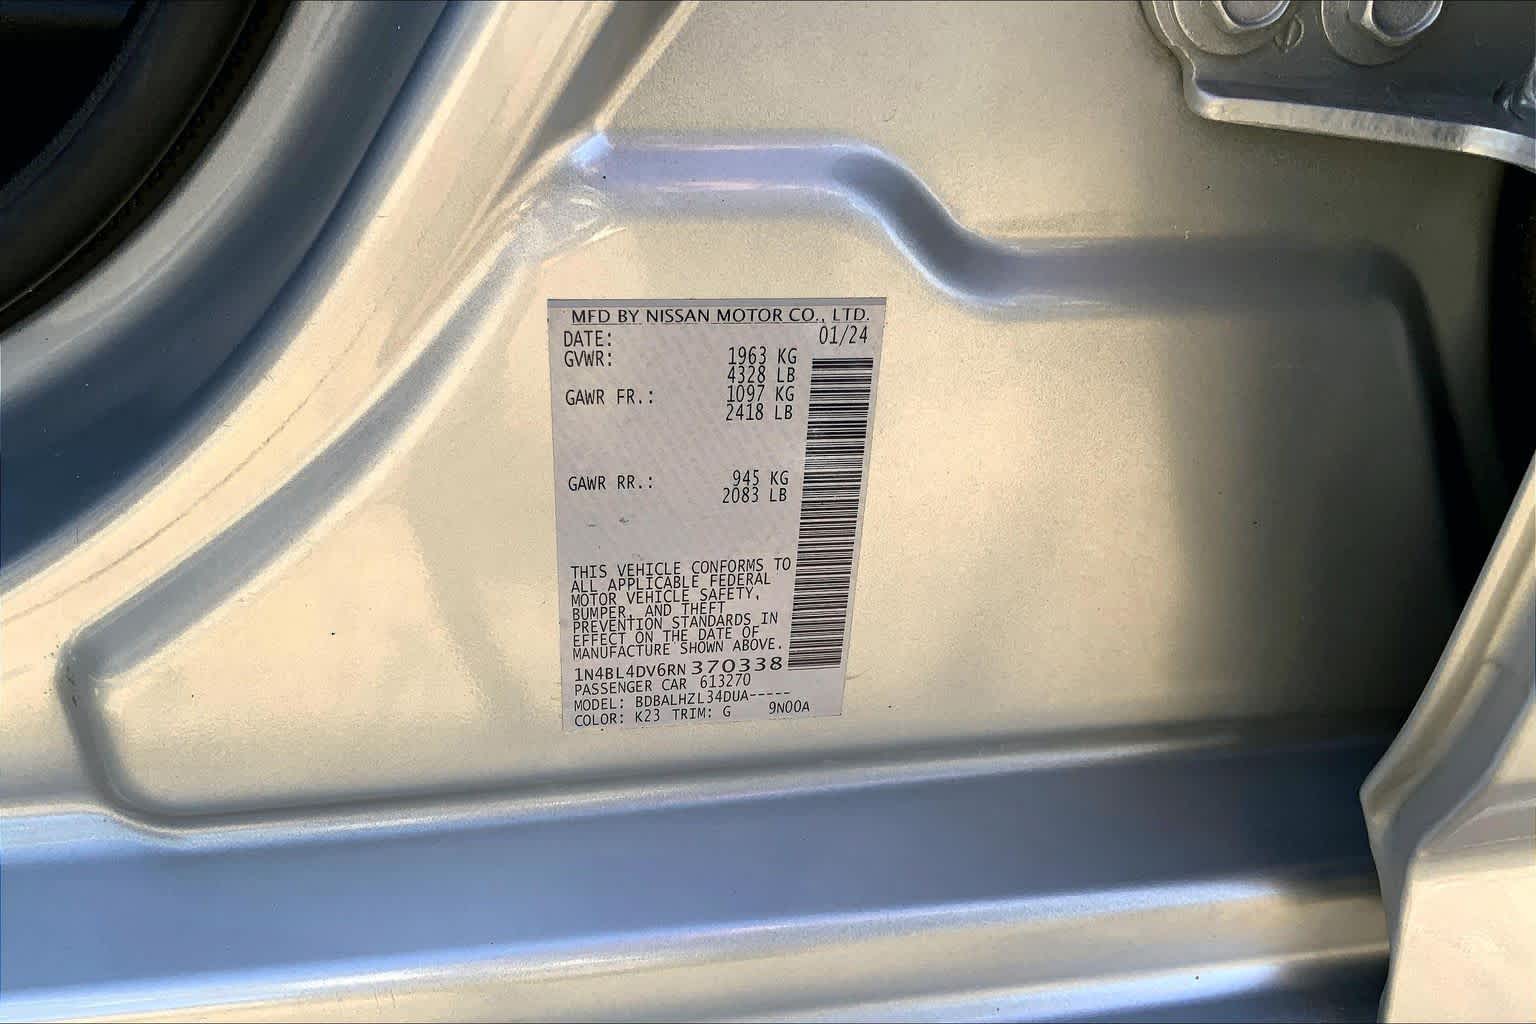 MFD BY NISSAN MOTOR CO., LTD.
DATE: 01/24
GVWR: 1963 KG
4328 LB
GAWR FR.: 1097 KG
2418 LB
GAWR RR.: 945 KG
2083 LB
THIS VEHICLE CONFORMS TO
ALL APPLICABLE FEDERAL
MOTOR VEHICLE SAFETY,
BUMPER, AND THEFT
PREVENTION STANDARDS IN
EFFECT ON THE DATE OF
MANUFACTURE SHOWN ABOVE.
1N4BL4DV6RN370338
PASSENGER CAR 613270
MODEL: BDBALHZL34DUA-----
COLOR: K23 TRIM: G 9N00A